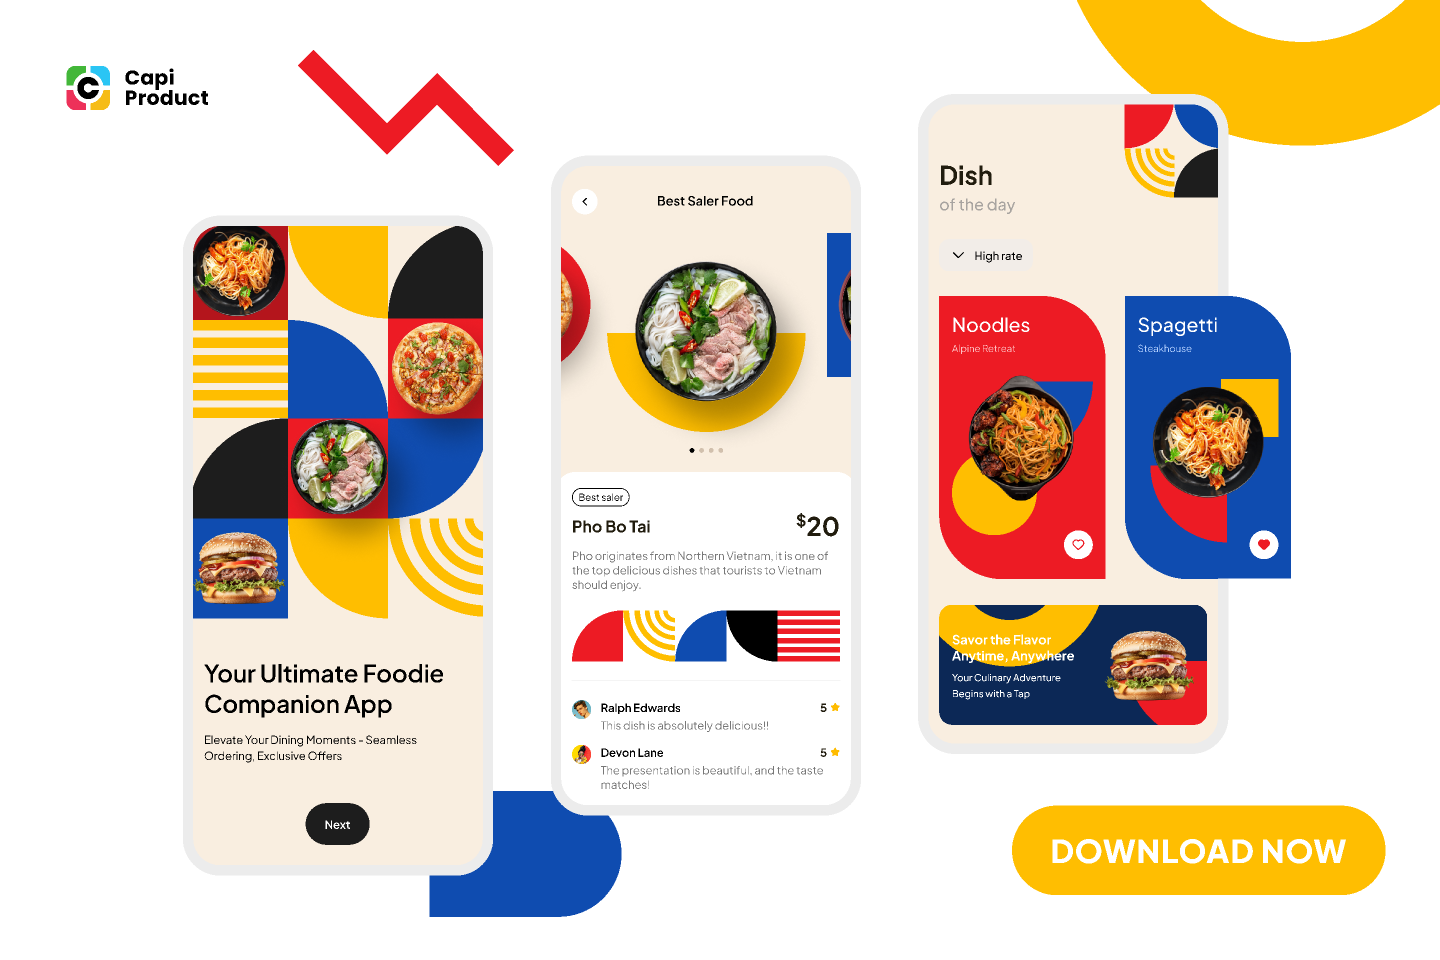 Capi
Product
Your Ultimate Foodie
Companion App
Elevate Your Dining Moments - Seamless
Ordering, Exclusive Offers
Next
Best Saler Food
Best saler
Pho Bo Tai
$20
Pho originates from Northern Vietnam, it is one of
the top delicious dishes that tourists to Vietnam
should enjoy.
Ralph Edwards
5
This dish is absolutely delicious!!
Devon Lane
5
The presentation is beautiful, and the taste
matches!
Dish
of the day
High rate
Noodles
Alpine Retreat
Spagetti
Steakhouse
Savor the Flavor
Anytime, Anywhere
Your Culinary Adventure
Begins with a Tap
DOWNLOAD NOW